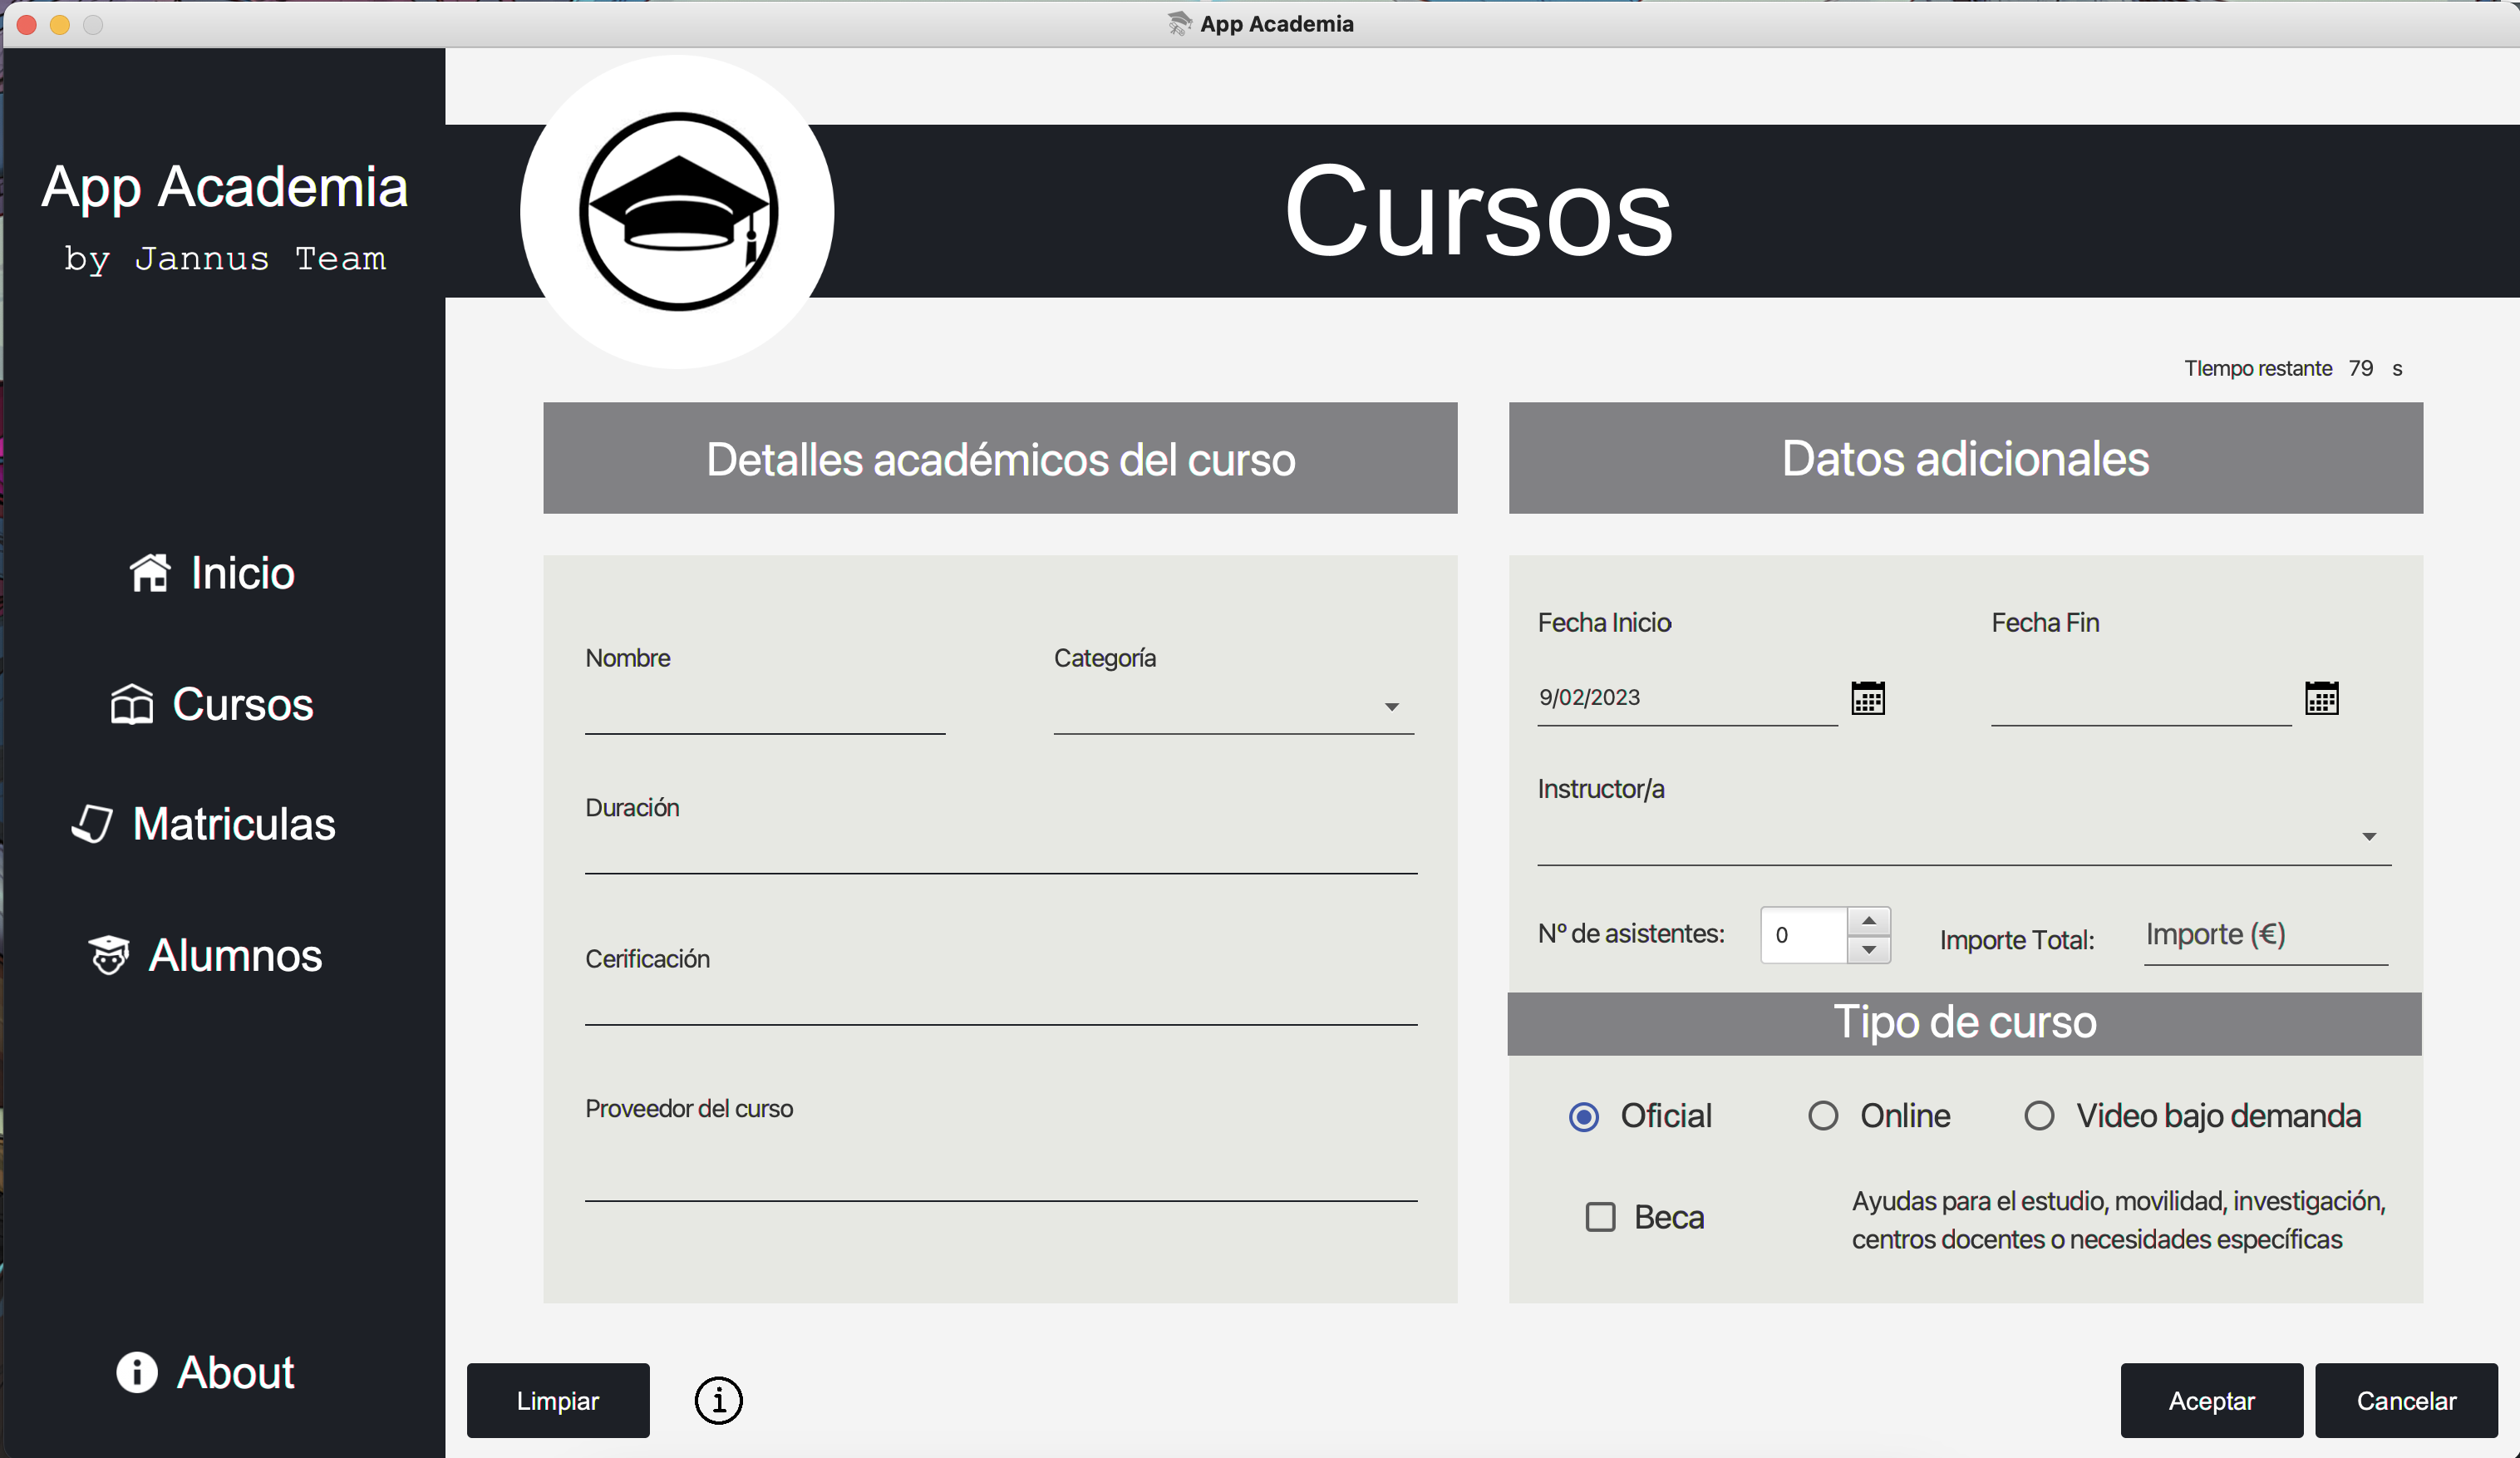 App Academia
App Academia
by Jannus Team
Inicio
Cursos
Matriculas
Alumnos
About
Cursos
TIempo restante 79 s
Detalles académicos del curso
Nombre
Categoría
Duración
Cerificación
Proveedor del curso
Datos adicionales
Fecha Inicio
Fecha Fin
9/02/2023
Instructor/a
Nº de asistentes: 0
Importe Total: Importe (€)
Tipo de curso
Oficial
Online
Video bajo demanda
Beca
Ayudas para el estudio, movilidad, investigación,
centros docentes o necesidades específicas
Limpiar
Aceptar
Cancelar